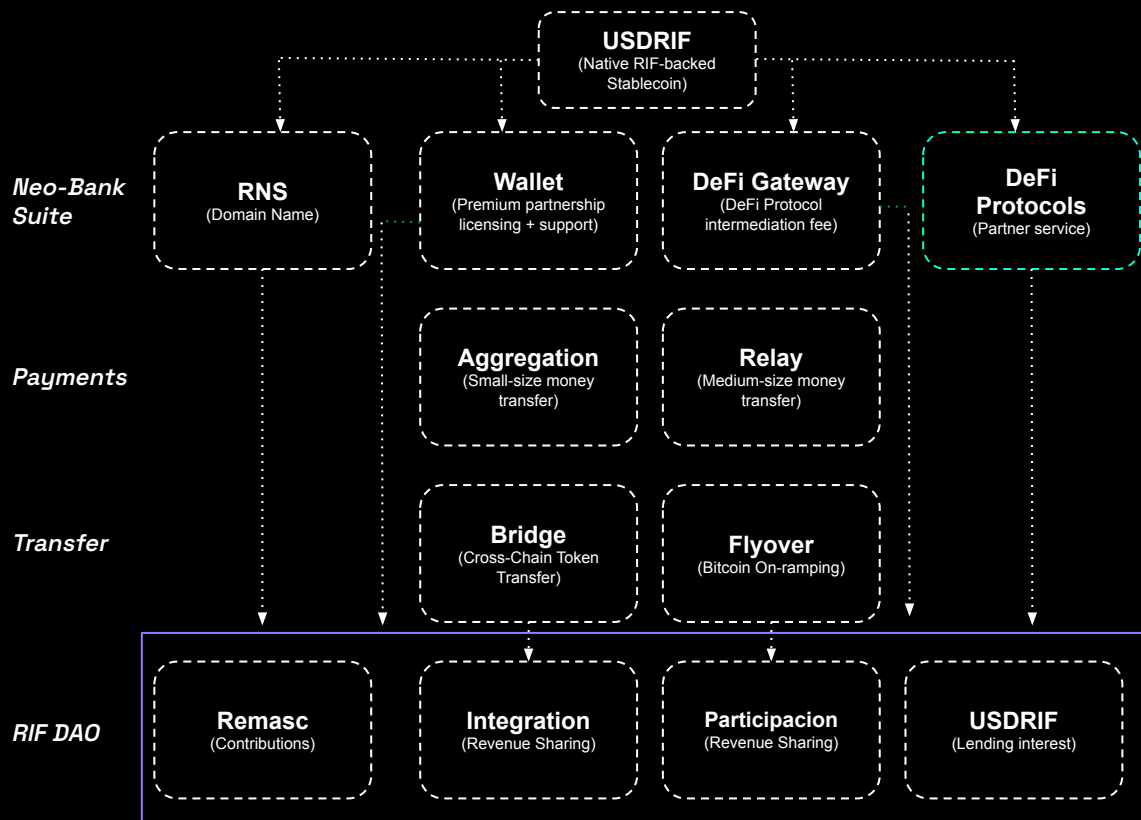 USDRIF
(Native RIF-backed
Stablecoin)
Neo-Bank
Suite
RNS
(Domain Name)
Wallet
(Premium partnership
licensing + support)
DeFi Gateway
(DeFi Protocol
intermediation fee)
DeFi
Protocols
(Partner service)
Payments
Aggregation
(Small-size money
transfer)
Relay
(Medium-size money
transfer)
Transfer
Bridge
(Cross-Chain Token
Transfer)
Flyover
(Bitcoin On-ramping)
RIF DAO
Remasc
(Contributions)
Integration
(Revenue Sharing)
Participacion
(Revenue Sharing)
USDRIF
(Lending interest)